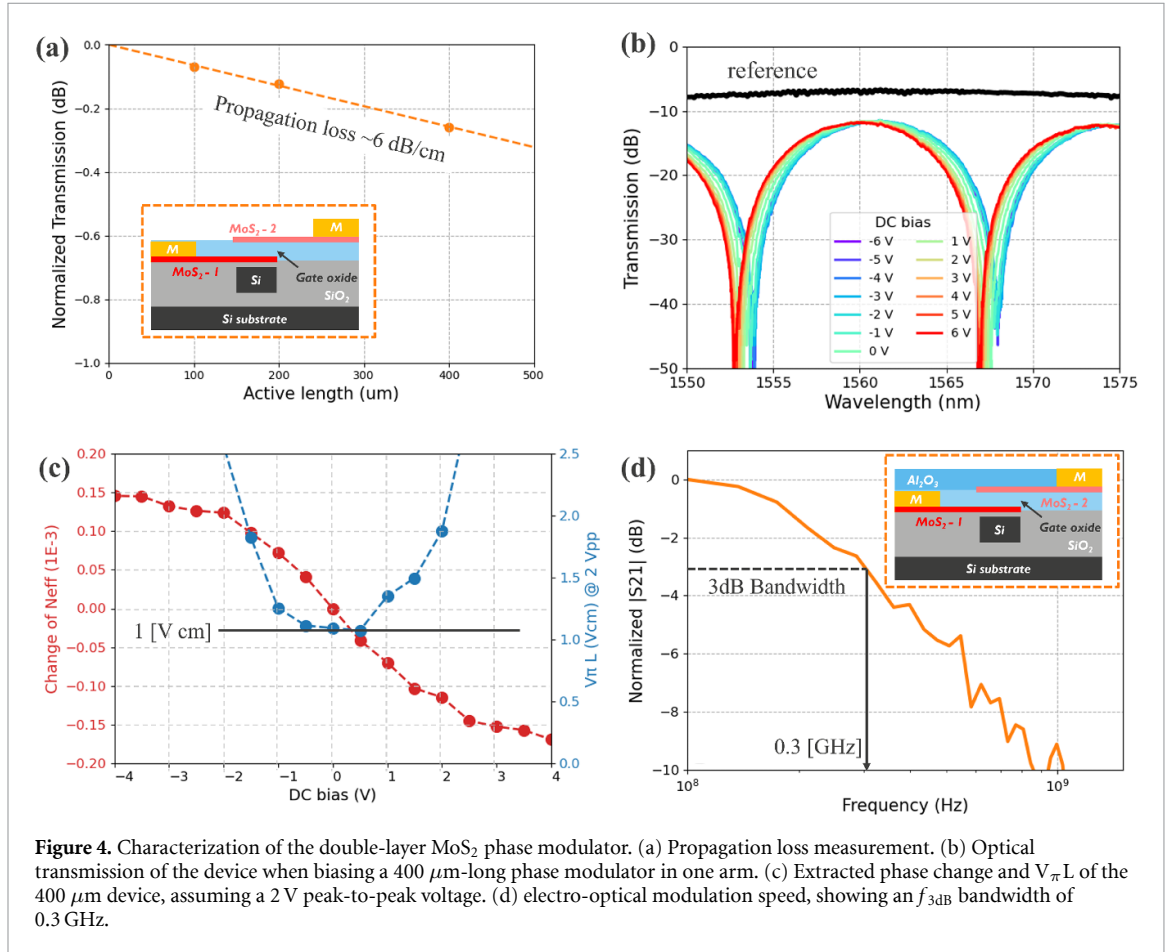 (a)
0.0
−0.2
−0.4
−0.6
−0.8
−1.0
Normalized Transmission (dB)
Propagation loss ~6 dB/cm
MoS2 - 2
M
M
MoS2 - 1
Gate oxide
Si
SiO2
Si substrate
0 100 200 300 400 500
Active length (um)
(b)
0
−10
−20
−30
−40
−50
Transmission (dB)
reference
DC bias
-6 V 1 V
-5 V 2 V
-4 V 3 V
-3 V 4 V
-2 V 5 V
-1 V 6 V
0 V
1550 1555 1560 1565 1570 1575
Wavelength (nm)
(c)
0.20
0.15
0.10
0.05
0.00
−0.05
−0.10
−0.15
−0.20
Change of Neff (1E-3)
1 [V cm]
2.5
2.0
1.5
1.0
0.5
0.0
Vπ L (Vcm) @ 2 Vpp
−4 −3 −2 −1 0 1 2 3 4
DC bias (V)
(d)
0
−2
−4
−6
−8
−10
Normalized |S21| (dB)
Al2O3
M
M
MoS2 - 2
MoS2 - 1
Gate oxide
Si
SiO2
Si substrate
3dB Bandwidth
0.3 [GHz]
10⁸ 10⁹
Frequency (Hz)
Figure 4. Characterization of the double-layer MoS2 phase modulator. (a) Propagation loss measurement. (b) Optical
transmission of the device when biasing a 400 μm-long phase modulator in one arm. (c) Extracted phase change and VπL of the
400 μm device, assuming a 2 V peak-to-peak voltage. (d) electro-optical modulation speed, showing an f3dB bandwidth of
0.3 GHz.